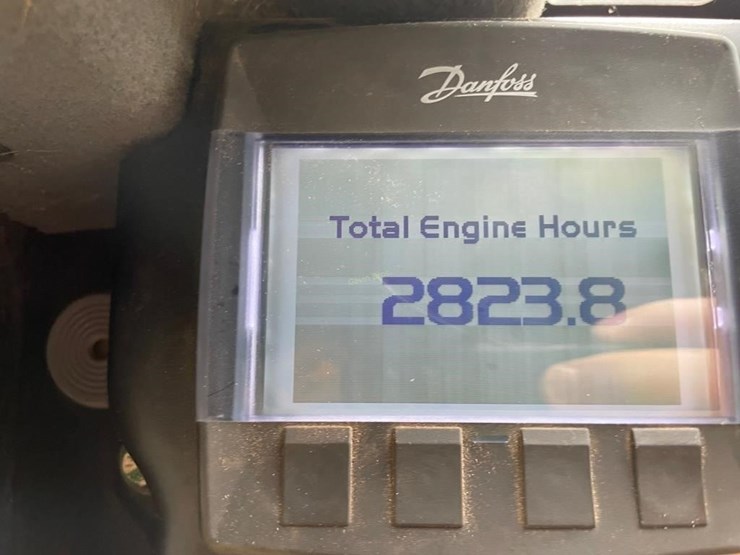 Danfoss
Total Engine Hours
2823.8